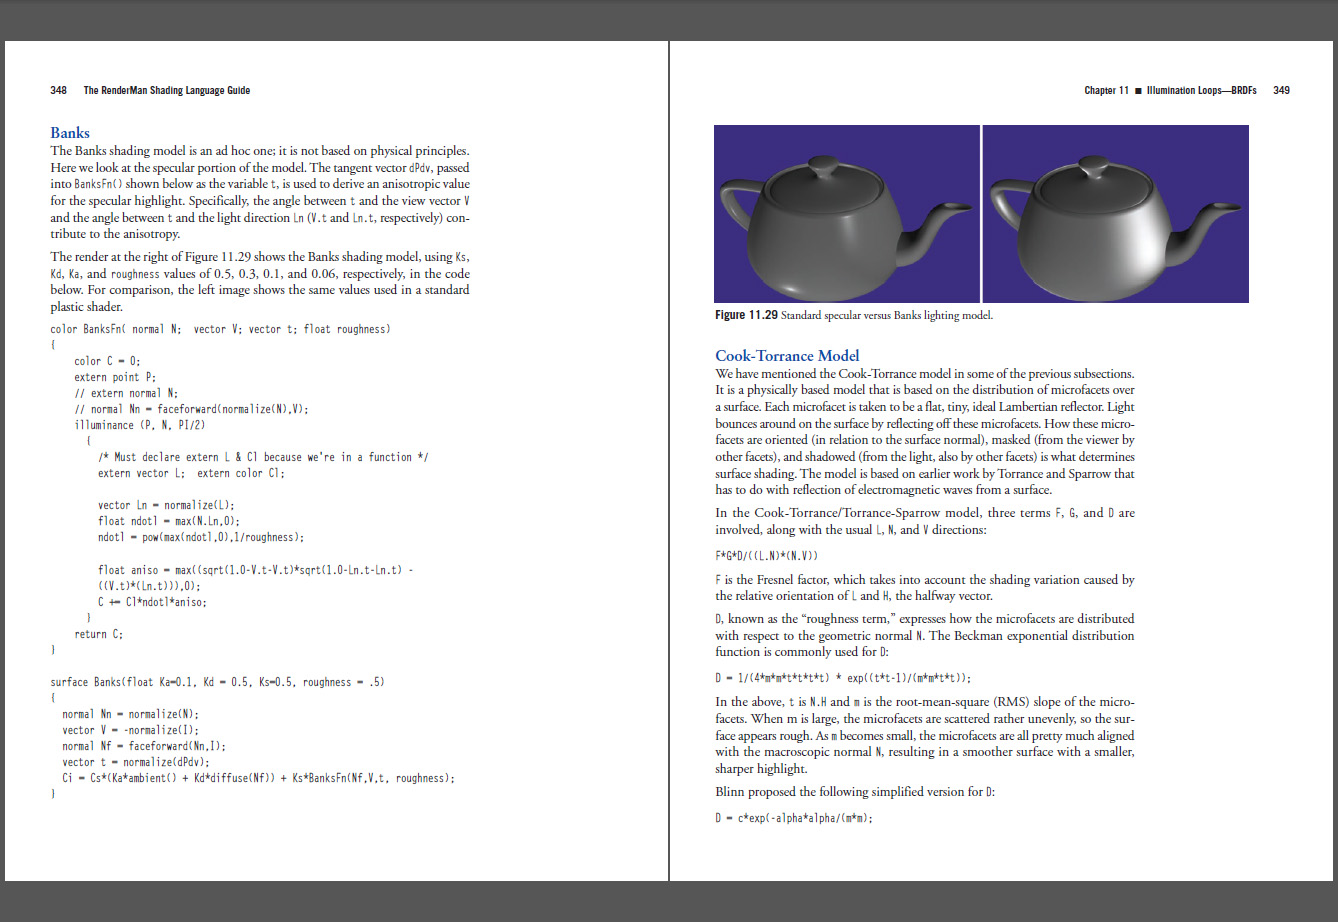 348 The RenderMan Shading Language Guide
Banks
The Banks shading model is an ad hoc one; it is not based on physical principles.
Here we look at the specular portion of the model. The tangent vector dPdv, passed
into BanksFn() shown below as the variable t, is used to derive an anisotropic value
for the specular highlight. Specifically, the angle between t and the view vector V
and the angle between t and the light direction Ln (V.t and Ln.t, respectively) con-
tribute to the anisotropy.
The render at the right of Figure 11.29 shows the Banks shading model, using Ks,
Kd, Ka, and roughness values of 0.5, 0.3, 0.1, and 0.06, respectively, in the code
below. For comparison, the left image shows the same values used in a standard
plastic shader.
color BanksFn( normal N; vector V; vector t; float roughness)
{
color C = 0;
extern point P;
// extern normal N;
// normal Nn = faceforward(normalize(N),V);
illuminance (P, N, PI/2)
{
/* Must declare extern L & Cl because we're in a function */
extern vector L; extern color Cl;
vector Ln = normalize(L);
float ndotl = max(N.Ln,0);
ndotl = pow(max(ndotl,0),1/roughness);
float aniso = max((sqrt(1.0-V.t-V.t)*sqrt(1.0-Ln.t-Ln.t) -
((V.t)*(Ln.t))),0);
C += Cl*ndotl*aniso;
}
return C;
}
surface Banks(float Ka=0.1, Kd = 0.5, Ks=0.5, roughness = .5)
{
normal Nn = normalize(N);
vector V = -normalize(I);
normal Nf = faceforward(Nn,I);
vector t = normalize(dPdv);
Ci = Cs*(Ka*ambient() + Kd*diffuse(Nf)) + Ks*BanksFn(Nf,V,t, roughness);
}
Chapter 11 ■ Illumination Loops—BRDFs 349
Figure 11.29 Standard specular versus Banks lighting model.
Cook-Torrance Model
We have mentioned the Cook-Torrance model in some of the previous subsections.
It is a physically based model that is based on the distribution of microfacets over
a surface. Each microfacet is taken to be a flat, tiny, ideal Lambertian reflector. Light
bounces around on the surface by reflecting off these microfacets. How these micro-
facets are oriented (in relation to the surface normal), masked (from the viewer by
other facets), and shadowed (from the light, also by other facets) is what determines
surface shading. The model is based on earlier work by Torrance and Sparrow that
has to do with reflection of electromagnetic waves from a surface.
In the Cook-Torrance/Torrance-Sparrow model, three terms F, G, and D are
involved, along with the usual L, N, and V directions:
F*G*D/((L.N)*(N.V))
F is the Fresnel factor, which takes into account the shading variation caused by
the relative orientation of L and H, the halfway vector.
D, known as the “roughness term,” expresses how the microfacets are distributed
with respect to the geometric normal N. The Beckman exponential distribution
function is commonly used for D:
D = 1/(4*m*m*t*t*t*t) * exp((t*t-1)/(m*m*t*t));
In the above, t is N.H and m is the root-mean-square (RMS) slope of the micro-
facets. When m is large, the microfacets are scattered rather unevenly, so the sur-
face appears rough. As m becomes small, the microfacets are all pretty much aligned
with the macroscopic normal N, resulting in a smoother surface with a smaller,
sharper highlight.
Blinn proposed the following simplified version for D:
D = c*exp(-alpha*alpha/(m*m);